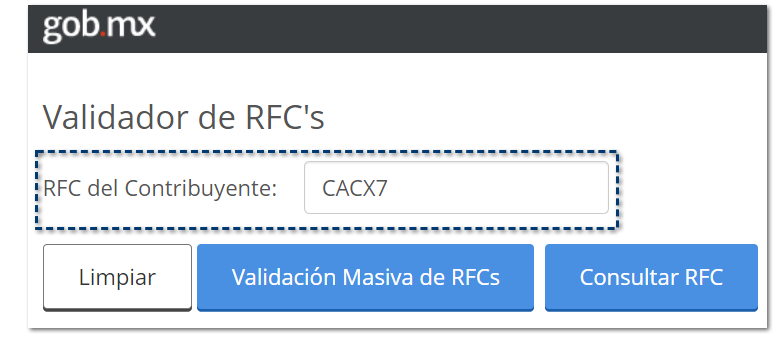 gob.mx
Validador de RFC's
RFC del Contribuyente: CACX7
Limpiar Validación Masiva de RFCs Consultar RFC